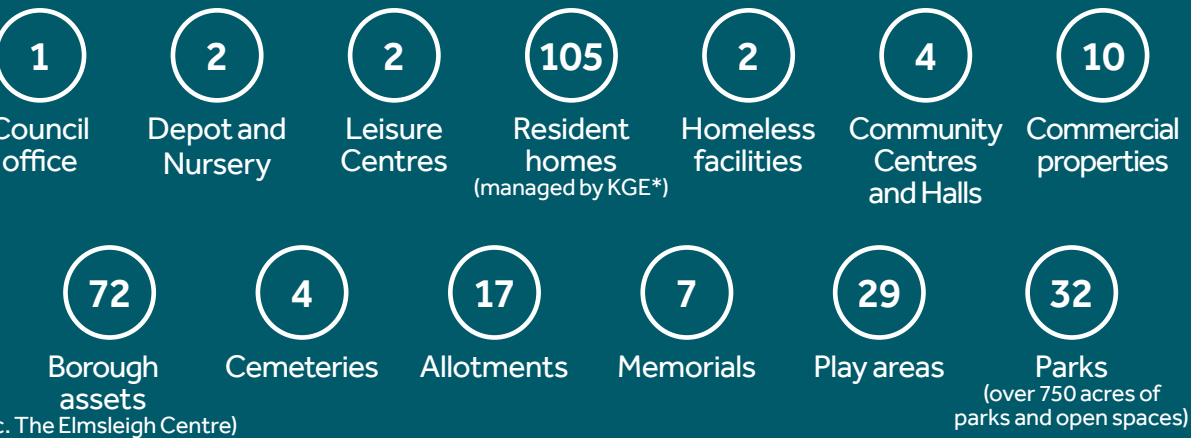 1
2
2
105
2
4
10
Council
office
Depot and
Nursery
Leisure
Centres
Resident
homes
(managed by KGE*)
Homeless
facilities
Community
Centres
and Halls
Commercial
properties
72
4
17
7
29
32
Borough
assets
c. The Elmsleigh Centre)
Cemeteries
Allotments
Memorials
Play areas
Parks
(over 750 acres of
parks and open spaces)